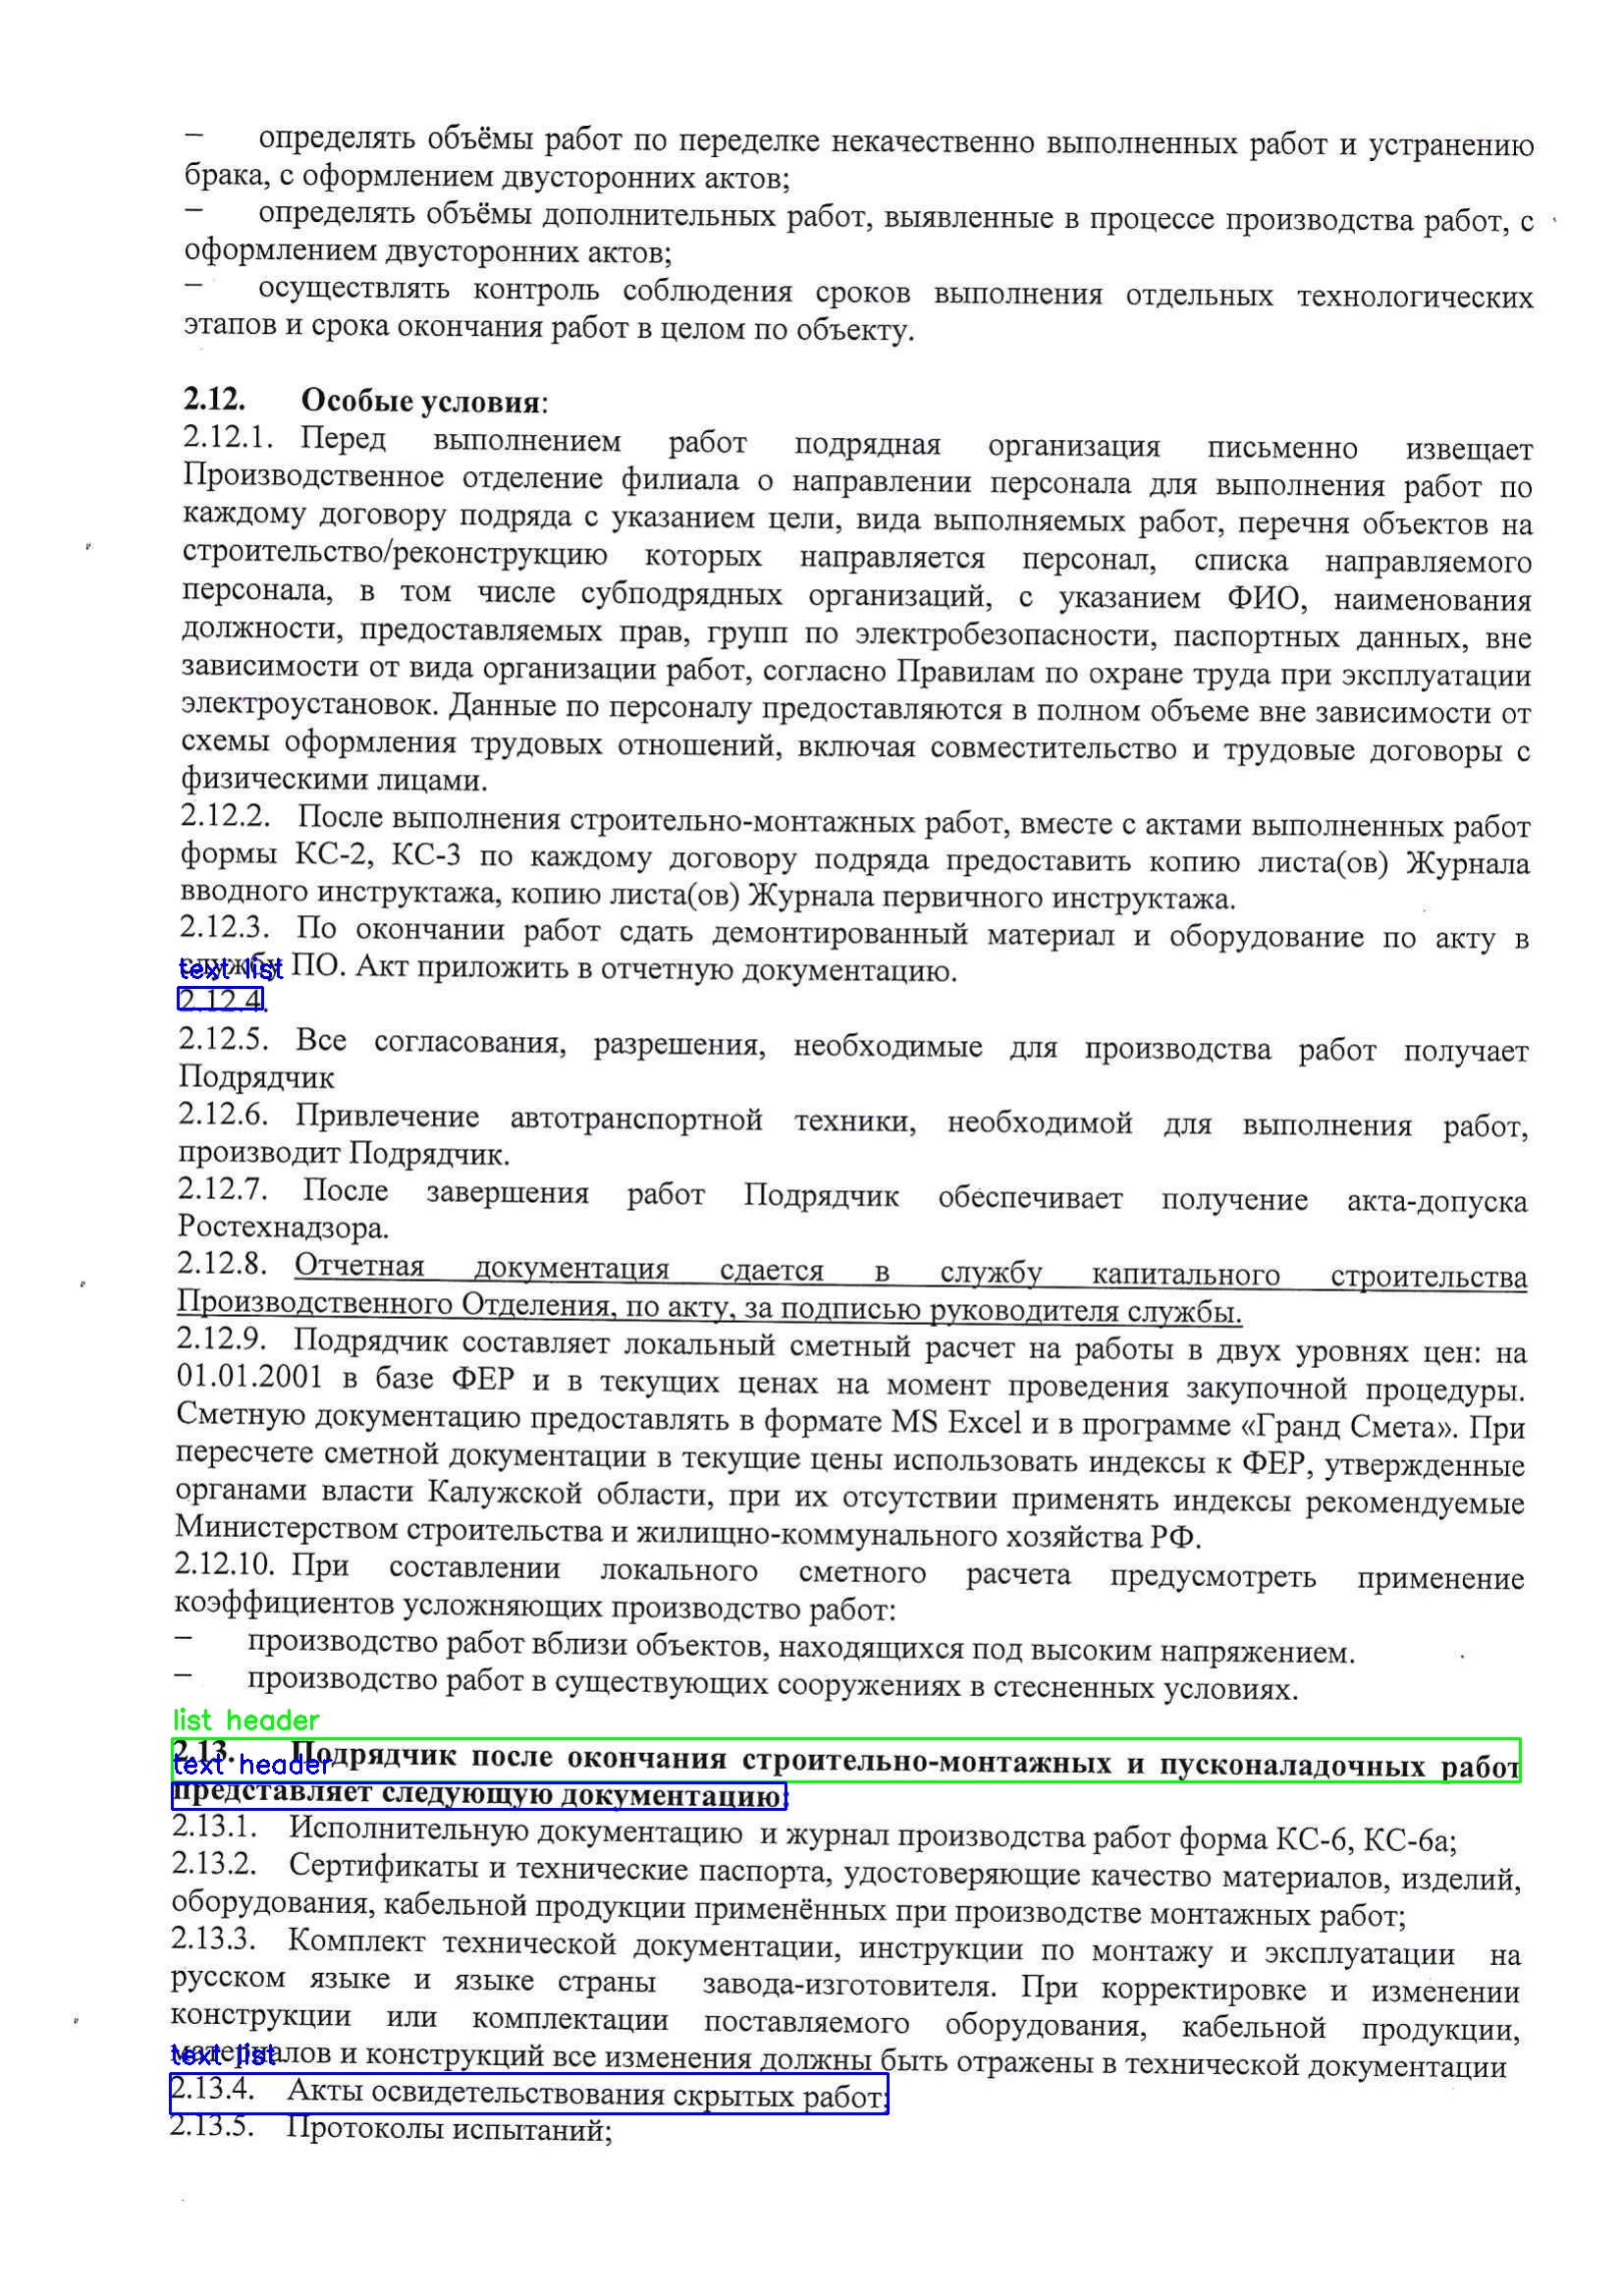 – определять объёмы работ по переделке некачественно выполненных работ и устранению
брака, с оформлением двусторонних актов;
– определять объёмы дополнительных работ, выявленные в процессе производства работ, с
оформлением двусторонних актов;
– осуществлять контроль соблюдения сроков выполнения отдельных технологических
этапов и срока окончания работ в целом по объекту.
2.12. Особые условия:
2.12.1. Перед выполнением работ подрядная организация письменно извещает
Производственное отделение филиала о направлении персонала для выполнения работ по
каждому договору подряда с указанием цели, вида выполняемых работ, перечня объектов на
строительство/реконструкцию которых направляется персонал, списка направляемого
персонала, в том числе субподрядных организаций, с указанием ФИО, наименования
должности, предоставляемых прав, групп по электробезопасности, паспортных данных, вне
зависимости от вида организации работ, согласно Правилам по охране труда при эксплуатации
электроустановок. Данные по персоналу предоставляются в полном объеме вне зависимости от
схемы оформления трудовых отношений, включая совместительство и трудовые договоры с
физическими лицами.
2.12.2. После выполнения строительно-монтажных работ, вместе с актами выполненных работ
формы КС-2, КС-3 по каждому договору подряда предоставить копию листа(ов) Журнала
вводного инструктажа, копию листа(ов) Журнала первичного инструктажа.
2.12.3. По окончании работ сдать демонтированный материал и оборудование по акту в
службу ПО. Акт приложить в отчетную документацию.
text list
2.12.4.
2.12.5. Все согласования, разрешения, необходимые для производства работ получает
Подрядчик
2.12.6. Привлечение автотранспортной техники, необходимой для выполнения работ,
производит Подрядчик.
2.12.7. После завершения работ Подрядчик обеспечивает получение акта-допуска
Ростехнадзора.
2.12.8. Отчетная документация сдается в службу капитального строительства
Производственного Отделения, по акту, за подписью руководителя службы.
2.12.9. Подрядчик составляет локальный сметный расчет на работы в двух уровнях цен: на
01.01.2001 в базе ФЕР и в текущих ценах на момент проведения закупочной процедуры.
Сметную документацию предоставлять в формате MS Excel и в программе «Гранд Смета». При
пересчете сметной документации в текущие цены использовать индексы к ФЕР, утвержденные
органами власти Калужской области, при их отсутствии применять индексы рекомендуемые
Министерством строительства и жилищно-коммунального хозяйства РФ.
2.12.10. При составлении локального сметного расчета предусмотреть применение
коэффициентов усложняющих производство работ:
– производство работ вблизи объектов, находящихся под высоким напряжением.
– производство работ в существующих сооружениях в стесненных условиях.
list header
2.13. Подрядчик после окончания строительно-монтажных и пусконаладочных работ
text header
представляет следующую документацию:
2.13.1. Исполнительную документацию и журнал производства работ форма КС-6, КС-6а;
2.13.2. Сертификаты и технические паспорта, удостоверяющие качество материалов, изделий,
оборудования, кабельной продукции применённых при производстве монтажных работ;
2.13.3. Комплект технической документации, инструкции по монтажу и эксплуатации на
русском языке и языке страны завода-изготовителя. При корректировке и изменении
конструкции или комплектации поставляемого оборудования, кабельной продукции,
материалов и конструкций все изменения должны быть отражены в технической документации
text list
2.13.4. Акты освидетельствования скрытых работ;
2.13.5. Протоколы испытаний;